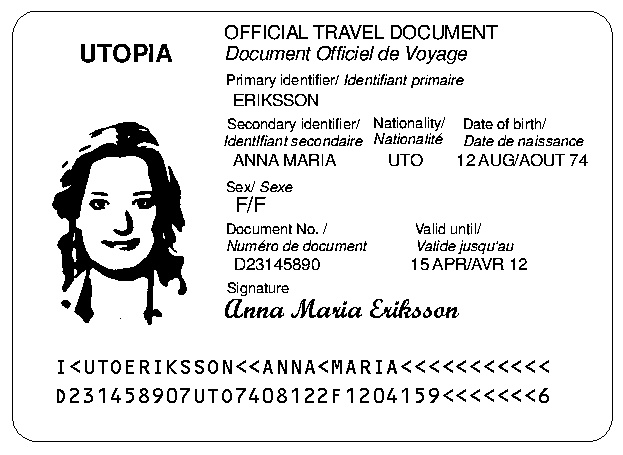 UTOPIA
OFFICIAL TRAVEL DOCUMENT
Document Officiel de Voyage
Primary identifier/ Identifiant primaire
ERIKSSON
Secondary identifier/ Nationality/ Date of birth/
Identifiant secondaire Nationalité Date de naissance
ANNA MARIA UTO 12 AUG/AOUT 74
Sex/ Sexe
F/F
Document No. / Valid until/
Numéro de document Valide jusqu'au
D23145890 15 APR/AVR 12
Signature
Anna Maria Eriksson
I<UTOERIKSSON<<ANNA<MARIA<<<<<<<<<<<
D231458907UTO7408122F1204159<<<<<<<6